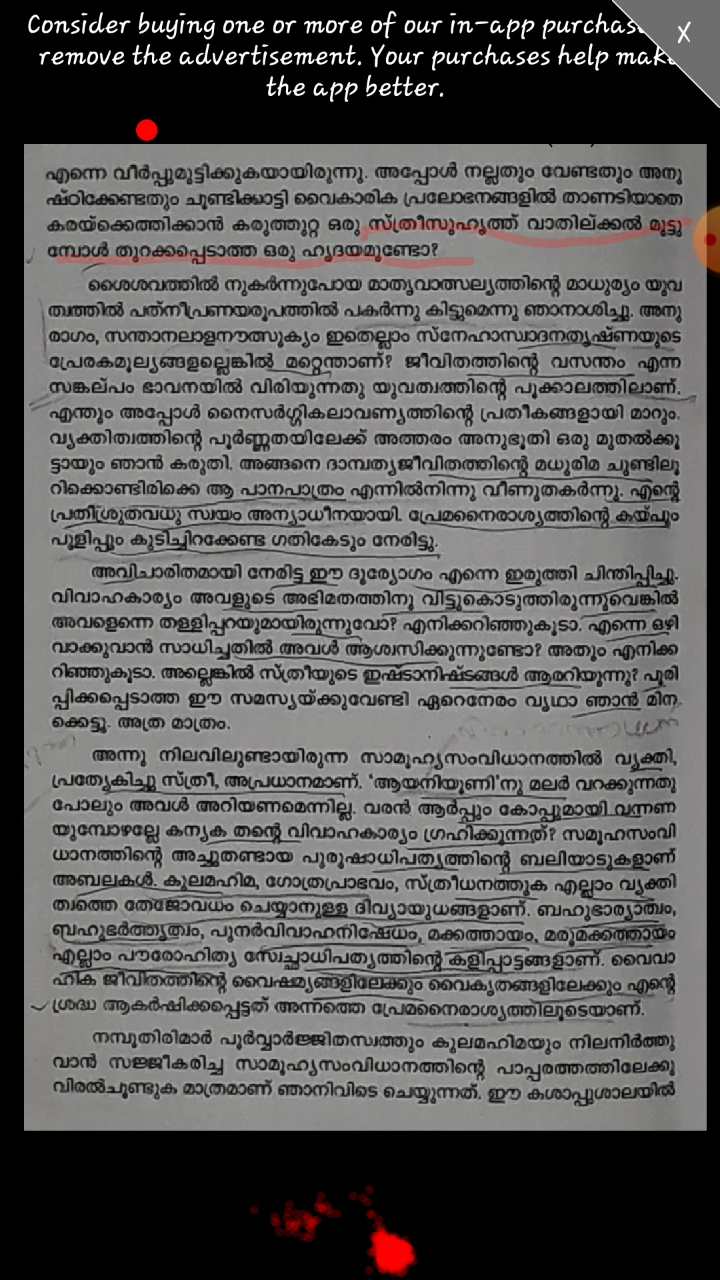 Consider buying one or more of our in-app purchas
remove the advertisement. Your purchases help make
the app better.
X
എന്നെ വീർപ്പുമുട്ടിക്കുകയായിരുന്നു. അപ്പോൾ നല്ലതും വേണ്ടതും അനു
ഷ്ഠിക്കേണ്ടതും ചൂണ്ടിക്കാട്ടി വൈകാരിക പ്രലോഭനങ്ങളിൽ താണടിയാതെ
കരയ്ക്കെത്തിക്കാൻ കരുത്തുറ്റ ഒരു സ്ത്രീസുഹൃത്ത് വാതില്ക്കൽ മുട്ടു
മ്പോൾ തുറക്കപ്പെടാത്ത ഒരു ഹൃദയമുണ്ടോ?
ശൈശവത്തിൽ നുകർന്നുപോയ മാതൃവാത്സല്യത്തിന്റെ മാധുര്യം യുവ
ത്വത്തിൽ പത്നീപ്രണയരൂപത്തിൽ പകർന്നു കിട്ടുമെന്നു ഞാനാശിച്ചു. അനു
രാഗം, സന്താനലാളനൗത്സുക്യം ഇതെല്ലാം സ്നേഹാസ്വാദനതൃഷ്ണയുടെ
പ്രേരകമൂല്യങ്ങളല്ലെങ്കിൽ മറ്റെന്താണ്? ജീവിതത്തിന്റെ വസന്തം എന്ന
സങ്കല്പം ഭാവനയിൽ വിരിയുന്നതു യുവത്വത്തിന്റെ പൂക്കാലത്തിലാണ്.
എന്തും അപ്പോൾ നൈസർഗ്ഗികലാവണ്യത്തിന്റെ പ്രതീകങ്ങളായി മാറും.
വ്യക്തിത്വത്തിന്റെ പൂർണ്ണതയിലേക്ക് അത്തരം അനുഭൂതി ഒരു മുതൽക്കൂ
ട്ടായും ഞാൻ കരുതി. അങ്ങനെ ദാമ്പത്യജീവിതത്തിന്റെ മധുരിമ ചുണ്ടിലൂ
റിക്കൊണ്ടിരിക്കെ ആ പാനപാത്രം എന്നിൽനിന്നു വീണുതകർന്നു. എന്റെ
പ്രതിശ്രുതവധു സ്വയം അന്യാധീനയായി. പ്രേമനൈരാശ്യത്തിന്റെ കയ്പും
പുളിപ്പും കുടിച്ചിറക്കേണ്ട ഗതികേടും നേരിട്ടു.
അവിചാരിതമായി നേരിട്ട ഈ ദുര്യോഗം എന്നെ ഇരുത്തി ചിന്തിപ്പിച്ചു.
വിവാഹകാര്യം അവളുടെ അഭിമതത്തിനു വിട്ടുകൊടുത്തിരുന്നുവെങ്കിൽ
അവളെന്നെ തള്ളിപ്പറയുമായിരുന്നുവോ? എനിക്കറിഞ്ഞുകൂടാ. എന്നെ ഒഴി
വാക്കുവാൻ സാധിച്ചതിൽ അവൾ ആശ്വസിക്കുന്നുണ്ടോ? അതും എനിക്ക
റിഞ്ഞുകൂടാ. അല്ലെങ്കിൽ സ്ത്രീയുടെ ഇഷ്ടാനിഷ്ടങ്ങൾ ആരറിയുന്നു? പൂരി
പ്പിക്കപ്പെടാത്ത ഈ സമസ്യയ്ക്കുവേണ്ടി ഏറെനേരം വൃഥാ ഞാൻ മിന
ക്കെട്ടു. അത്ര മാത്രം.
അന്നു നിലവിലുണ്ടായിരുന്ന സാമൂഹ്യസംവിധാനത്തിൽ വ്യക്തി,
പ്രത്യേകിച്ചു സ്ത്രീ, അപ്രധാനമാണ്. 'ആയനിയൂണി'നു മലർ വറക്കുന്നതു
പോലും അവൾ അറിയണമെന്നില്ല. വരൻ ആർപ്പും കോപ്പുമായി വന്നണ
യുമ്പോഴല്ലേ കന്യക തന്റെ വിവാഹകാര്യം ഗ്രഹിക്കുന്നത്? സമൂഹസംവി
ധാനത്തിന്റെ അച്ചുതണ്ടായ പുരുഷാധിപത്യത്തിന്റെ ബലിയാടുകളാണ്
അബലകൾ. കുലമഹിമ, ഗോത്രപ്രാഭവം, സ്ത്രീധനത്തുക എല്ലാം വ്യക്തി
ത്വത്തെ തേജോവധം ചെയ്യാനുള്ള ദിവ്യായുധങ്ങളാണ്. ബഹുഭാര്യാത്വം,
ബഹുഭർത്തൃത്വം, പുനർവിവാഹനിഷേധം, മക്കത്തായം, മരുമക്കത്തായം
എല്ലാം പൗരോഹിത്യ സ്വേച്ഛാധിപത്യത്തിന്റെ കളിപ്പാട്ടങ്ങളാണ്. വൈവാ
ഹിക ജീവിതത്തിന്റെ വൈഷമ്യങ്ങളിലേക്കും വൈകൃതങ്ങളിലേക്കും എന്റെ
ശ്രദ്ധ ആകർഷിക്കപ്പെട്ടത് അന്നത്തെ പ്രേമനൈരാശ്യത്തിലൂടെയാണ്.
നമ്പൂതിരിമാർ പൂർവ്വാർജ്ജിതസ്വത്തും കുലമഹിമയും നിലനിർത്തു
വാൻ സജ്ജീകരിച്ച സാമൂഹ്യസംവിധാനത്തിന്റെ പാപ്പരത്തത്തിലേക്കു
വിരൽചൂണ്ടുക മാത്രമാണ് ഞാനിവിടെ ചെയ്യുന്നത്. ഈ കശാപ്പുശാലയിൽ